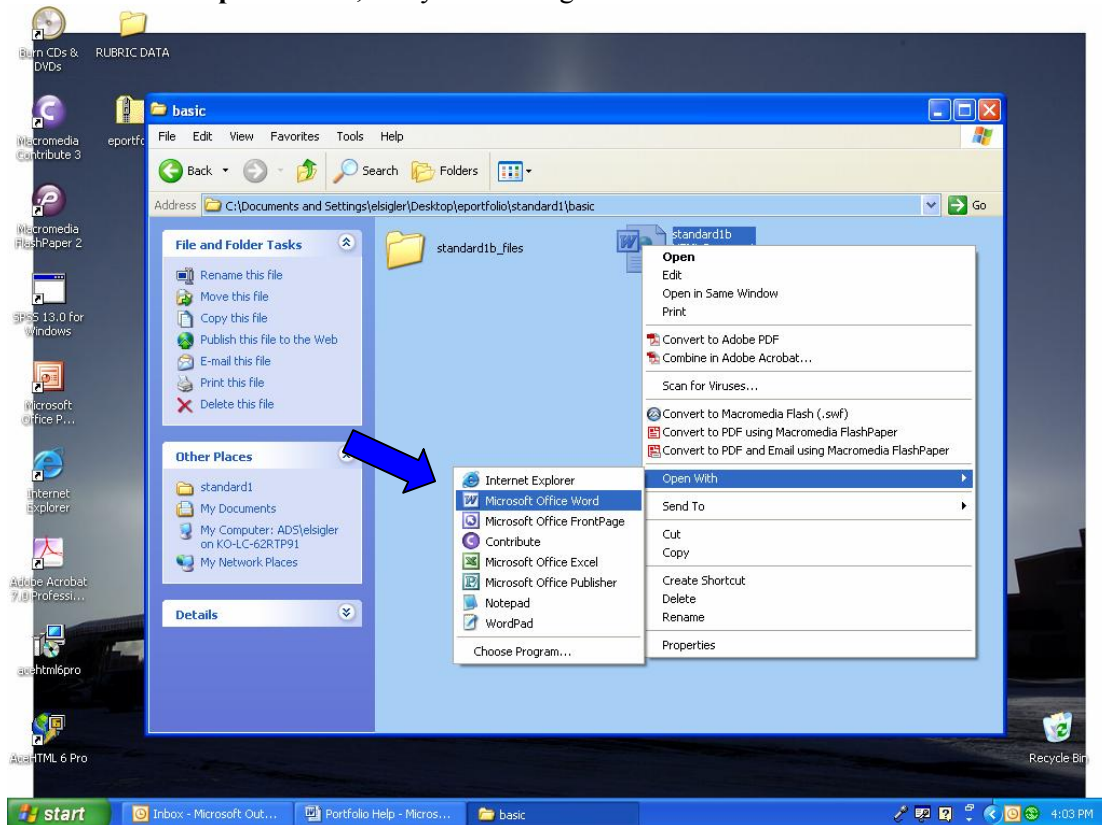 Burn CDs &
DVDs
RUBRIC DATA
Macromedia
Contribute 3
eportfo
Macromedia
FlashPaper 2
SPSS 13.0 for
Windows
Microsoft
Office P...
Internet
Explorer
Adobe Acrobat
7.0 Professi...
acehtml6pro
AceHTML 6 Pro
basic
File Edit View Favorites Tools Help
Back Search Folders
Address C:\Documents and Settings\elsigler\Desktop\eportfolio\standard1\basic Go
File and Folder Tasks
Rename this file
Move this file
Copy this file
Publish this file to the Web
E-mail this file
Print this file
Delete this file
Other Places
standard1
My Documents
My Computer: ADS\elsigler
on KO-LC-62RTP91
My Network Places
Details
standard1b_files
standard1b
Open
Edit
Open in Same Window
Print
Convert to Adobe PDF
Combine in Adobe Acrobat...
Scan for Viruses...
Convert to Macromedia Flash (.swf)
Convert to PDF using Macromedia FlashPaper
Convert to PDF and Email using Macromedia FlashPaper
Open With
Send To
Cut
Copy
Create Shortcut
Delete
Rename
Properties
Internet Explorer
Microsoft Office Word
Microsoft Office FrontPage
Contribute
Microsoft Office Excel
Microsoft Office Publisher
Notepad
WordPad
Choose Program...
Recycle Bin
start Inbox - Microsoft Out... Portfolio Help - Micros... basic 4:03 PM